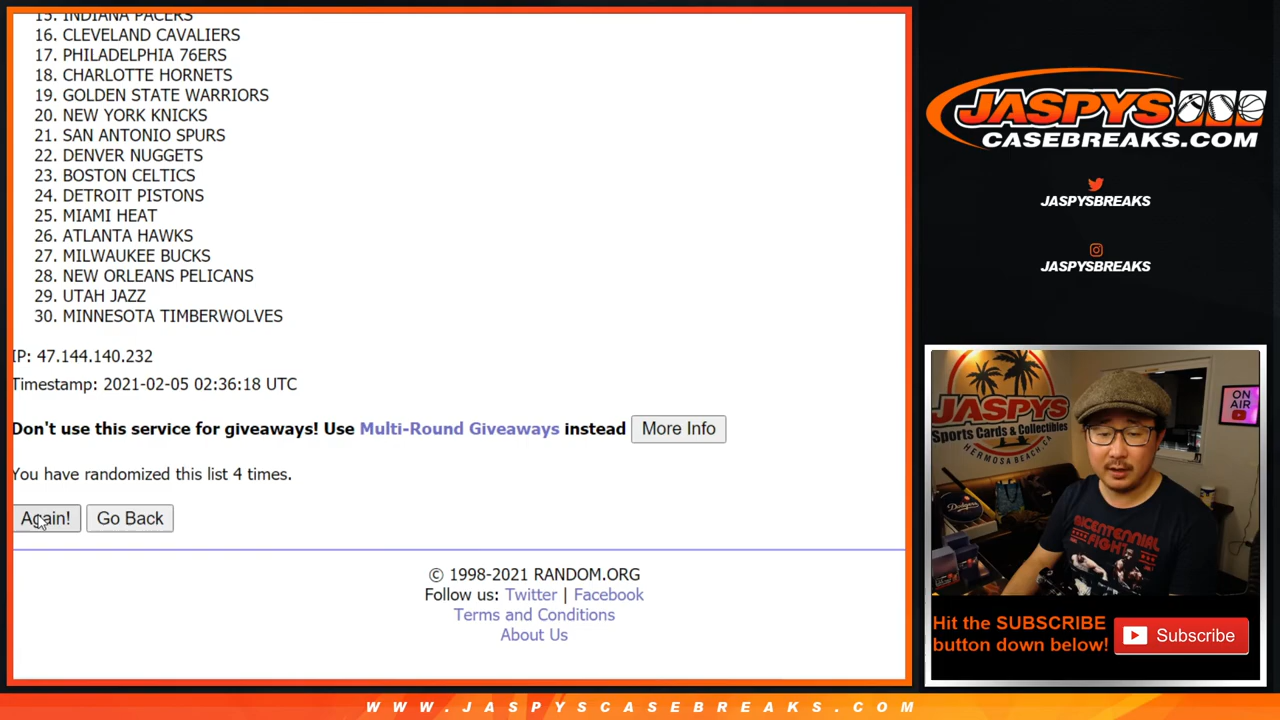 15. INDIANA PACERS
16. CLEVELAND CAVALIERS
17. PHILADELPHIA 76ERS
18. CHARLOTTE HORNETS
19. GOLDEN STATE WARRIORS
20. NEW YORK KNICKS
21. SAN ANTONIO SPURS
22. DENVER NUGGETS
23. BOSTON CELTICS
24. DETROIT PISTONS
25. MIAMI HEAT
26. ATLANTA HAWKS
27. MILWAUKEE BUCKS
28. NEW ORLEANS PELICANS
29. UTAH JAZZ
30. MINNESOTA TIMBERWOLVES
IP: 47.144.140.232
Timestamp: 2021-02-05 02:36:18 UTC
Don't use this service for giveaways! Use Multi-Round Giveaways instead More Info
You have randomized this list 4 times.
Again! Go Back
© 1998-2021 RANDOM.ORG
Follow us: Twitter | Facebook
Terms and Conditions
About Us
JASPYS
CASEBREAKS.COM
JASPYSBREAKS
JASPYSBREAKS
JASPYS
Sports Cards & Collectibles
HERMOSA BEACH, CA
ON
AIR
Dodgers
BICENTENNIAL
FIGHT
Hit the SUBSCRIBE
button down below!
Subscribe
WWW.JASPYSCASEBREAKS.COM